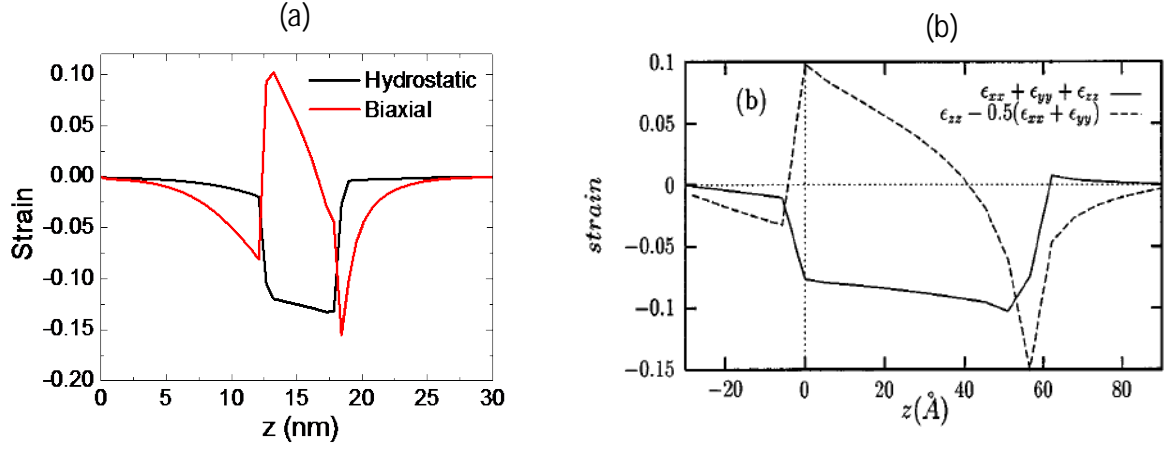 (a)
(b)
0.10
0.05
0.00
−0.05
−0.10
−0.15
−0.20
Strain
Hydrostatic
Biaxial
0 5 10 15 20 25 30
z (nm)
0.1
0.05
0
−0.05
−0.1
−0.15
strain
(b)
ϵxx + ϵyy + ϵzz
ϵzz − 0.5(ϵxx + ϵyy)
−20 0 20 40 60 80
z(Å)